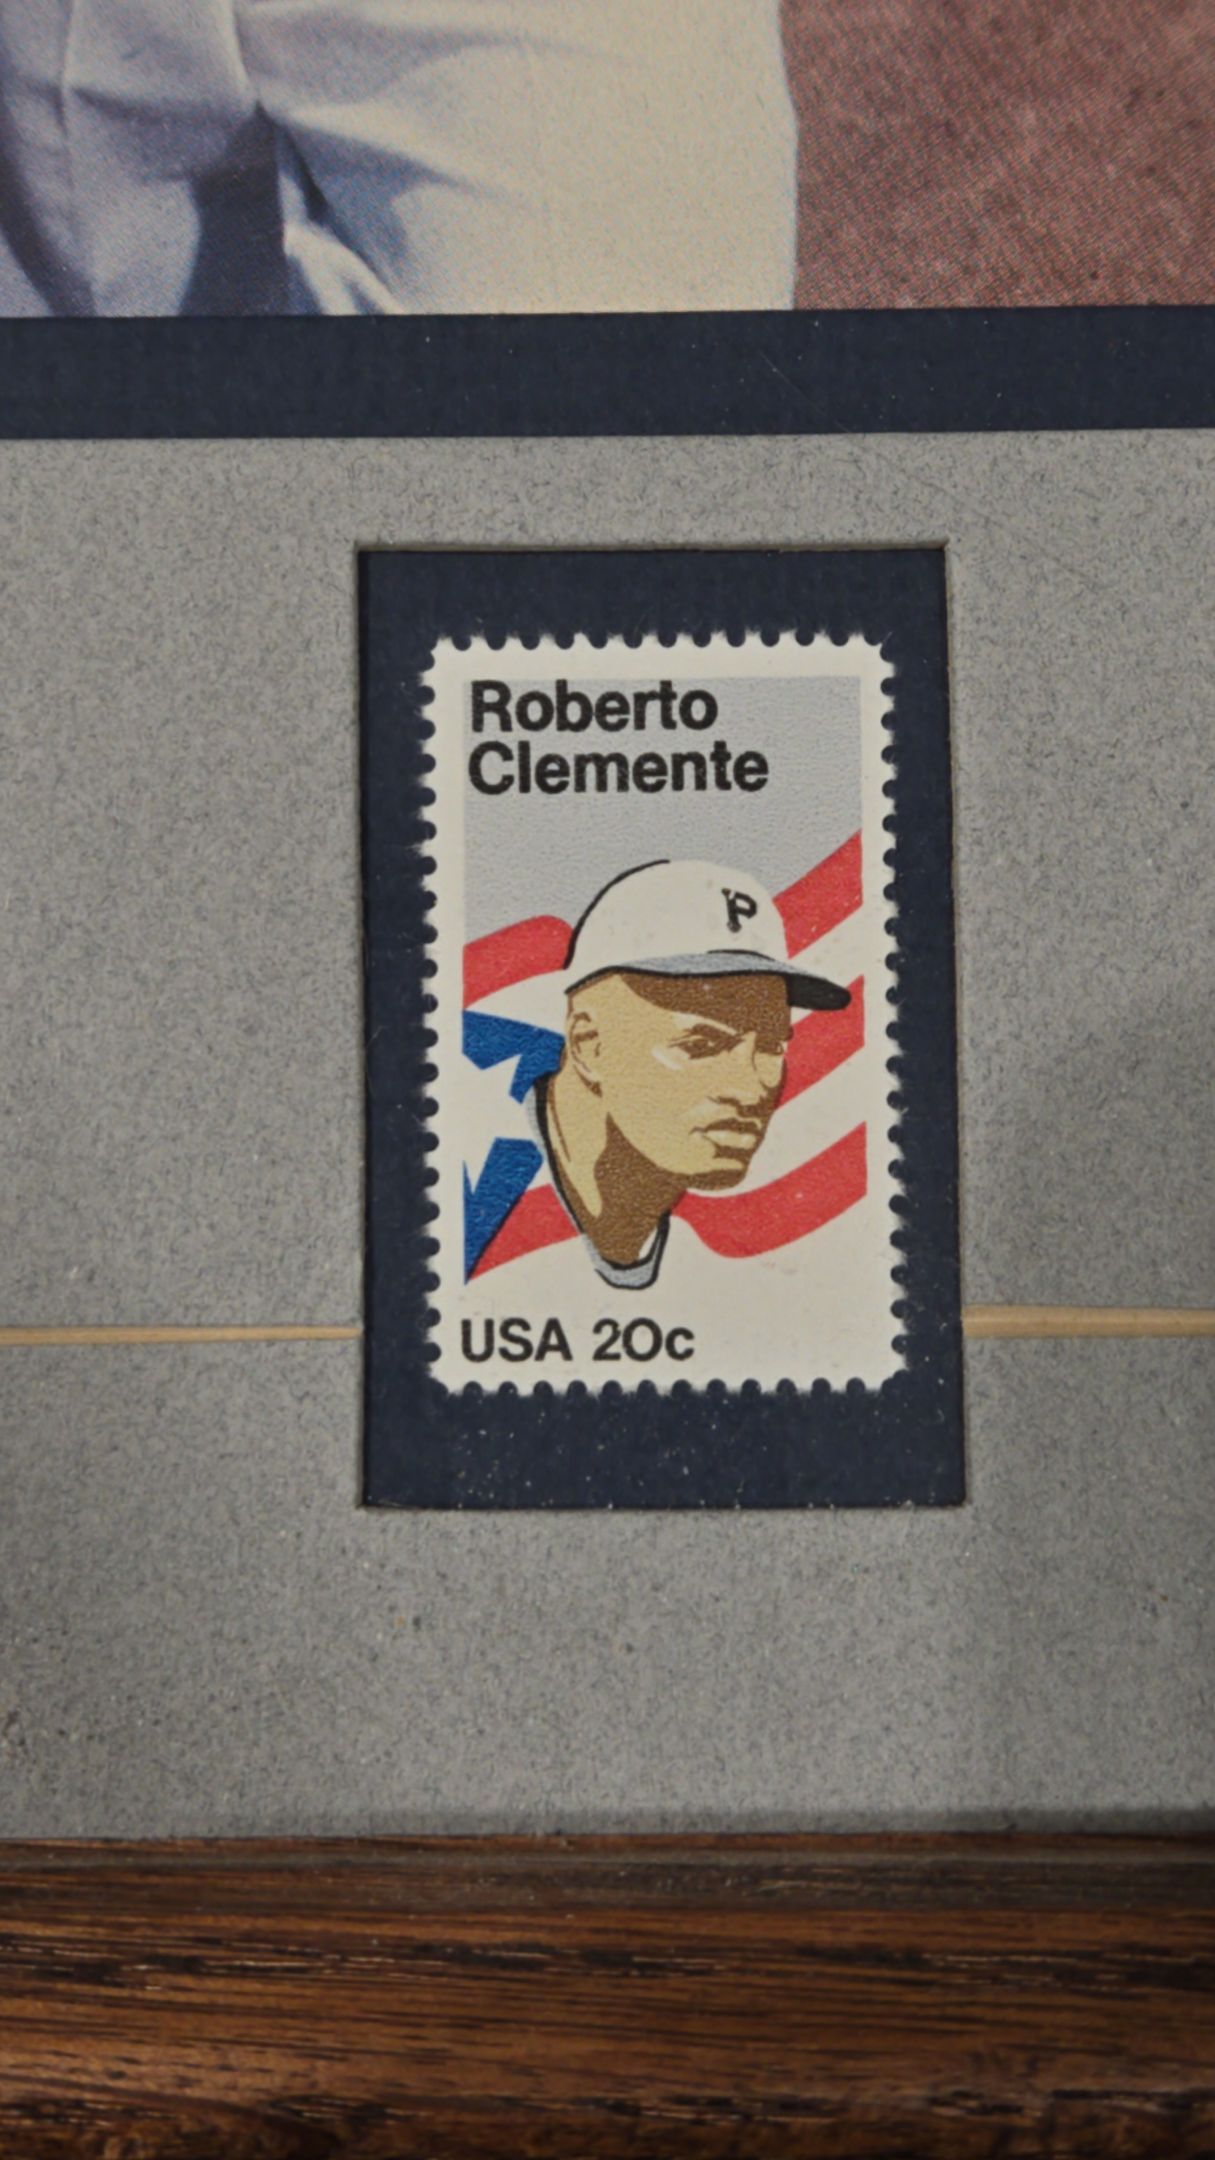 Roberto
Clemente
P
USA 20c